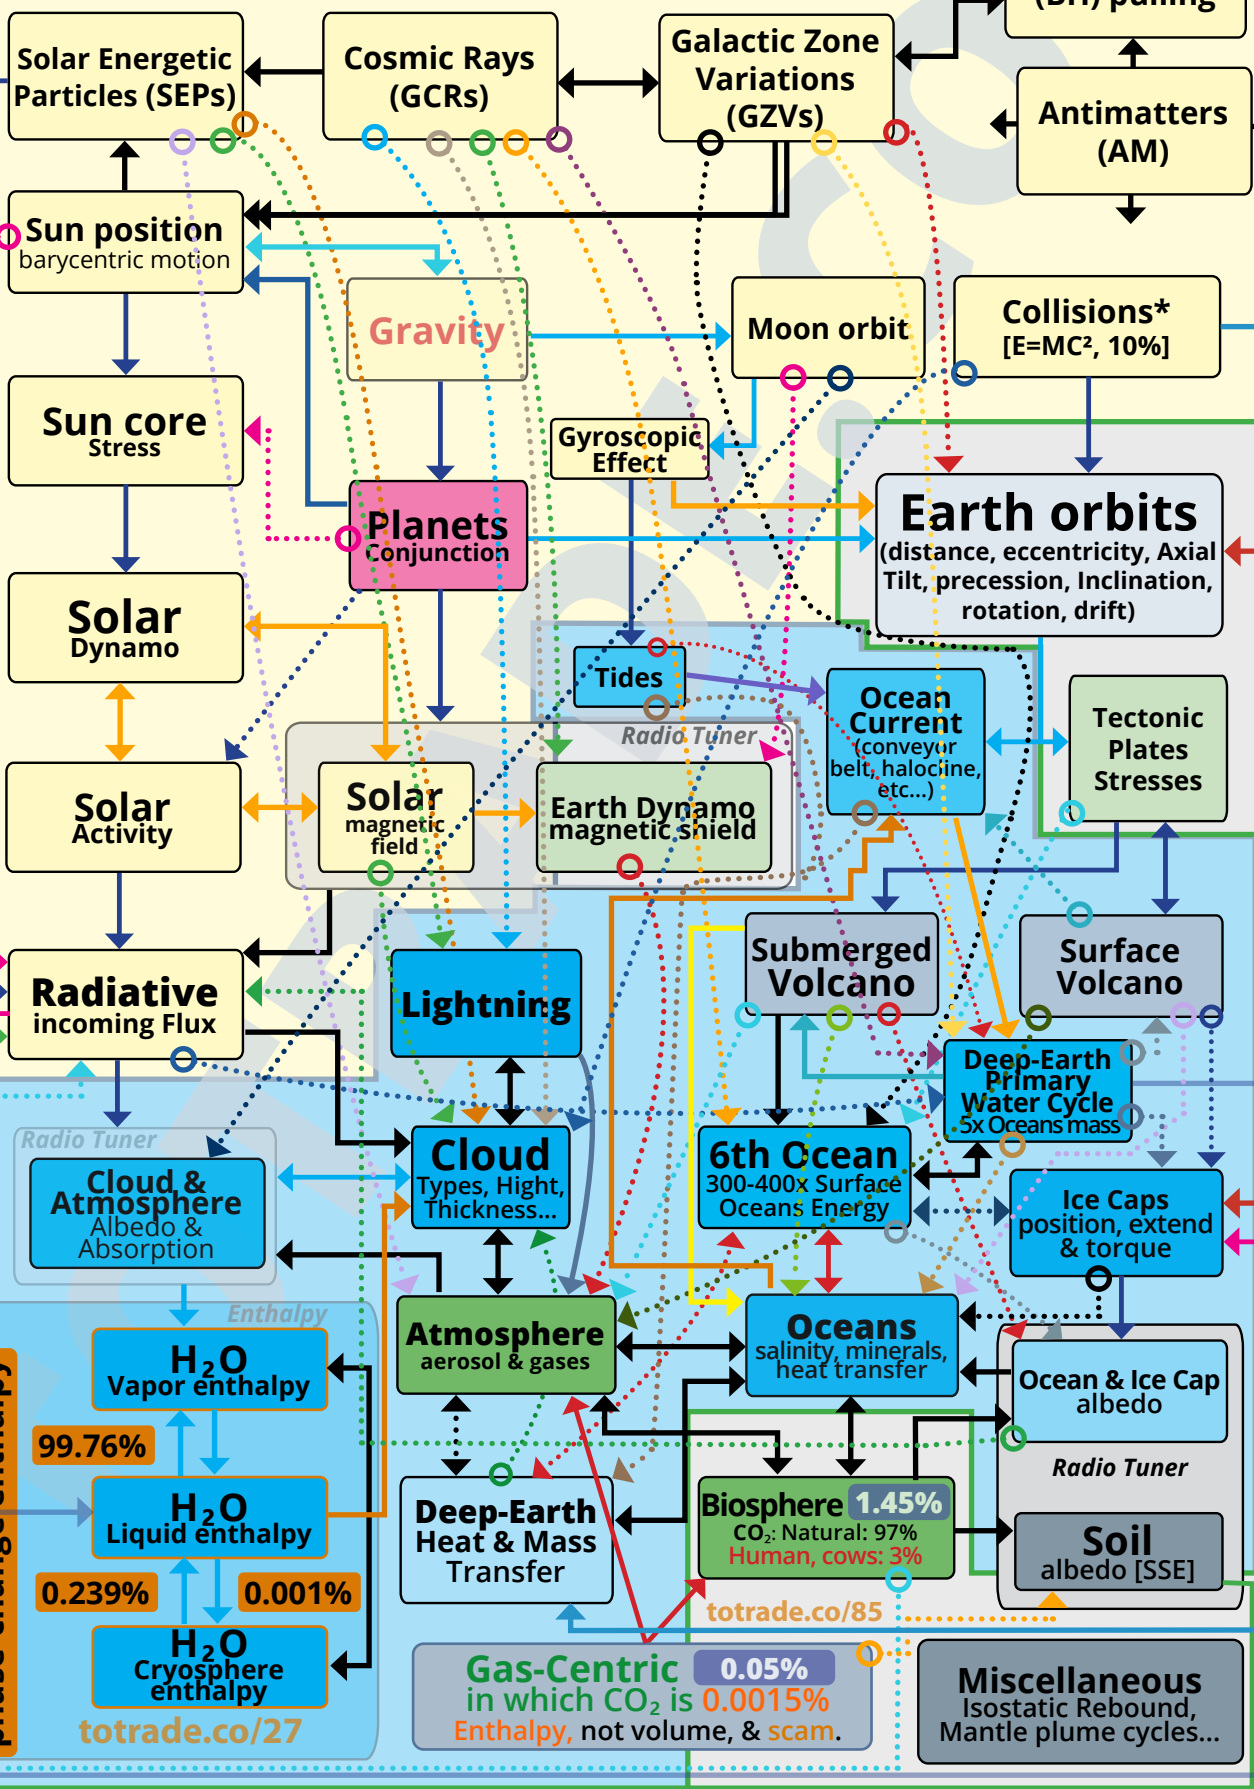 (BH) pulling
Solar Energetic
Particles (SEPs)
Cosmic Rays
(GCRs)
Galactic Zone
Variations
(GZVs)
Antimatters
(AM)
Sun position
barycentric motion
Gravity
Moon orbit
Collisions*
[E=MC², 10%]
Sun core
Stress
Gyroscopic
Effect
Planets
Conjunction
Earth orbits
(distance, eccentricity, Axial
Tilt, precession, Inclination,
rotation, drift)
Solar
Dynamo
Tides
Ocean
Current
(conveyor
belt, halocline,
etc...)
Tectonic
Plates
Stresses
Radio Tuner
Solar
Activity
Solar
magnetic
field
Earth Dynamo
magnetic shield
Submerged
Volcano
Surface
Volcano
Radiative
incoming Flux
Lightning
Deep-Earth
Primary
Water Cycle
5x Oceans mass
Radio Tuner
Cloud &
Atmosphere
Albedo &
Absorption
Cloud
Types, Hight,
Thickness...
6th Ocean
300-400x Surface
Oceans Energy
Ice Caps
position, extend
& torque
Enthalpy
H₂O
Vapor enthalpy
Atmosphere
aerosol & gases
Oceans
salinity, minerals,
heat transfer
Ocean & Ice Cap
albedo
Radio Tuner
99.76%
H₂O
Liquid enthalpy
Deep-Earth
Heat & Mass
Transfer
Biosphere 1.45%
CO₂: Natural: 97%
Human, cows: 3%
Soil
albedo [SSE]
0.239%
0.001%
H₂O
Cryosphere
enthalpy
totrade.co/27
totrade.co/85
Gas-Centric 0.05%
in which CO₂ is 0.0015%
Enthalpy, not volume, & scam.
Miscellaneous
Isostatic Rebound,
Mantle plume cycles...
phase change enthalpy